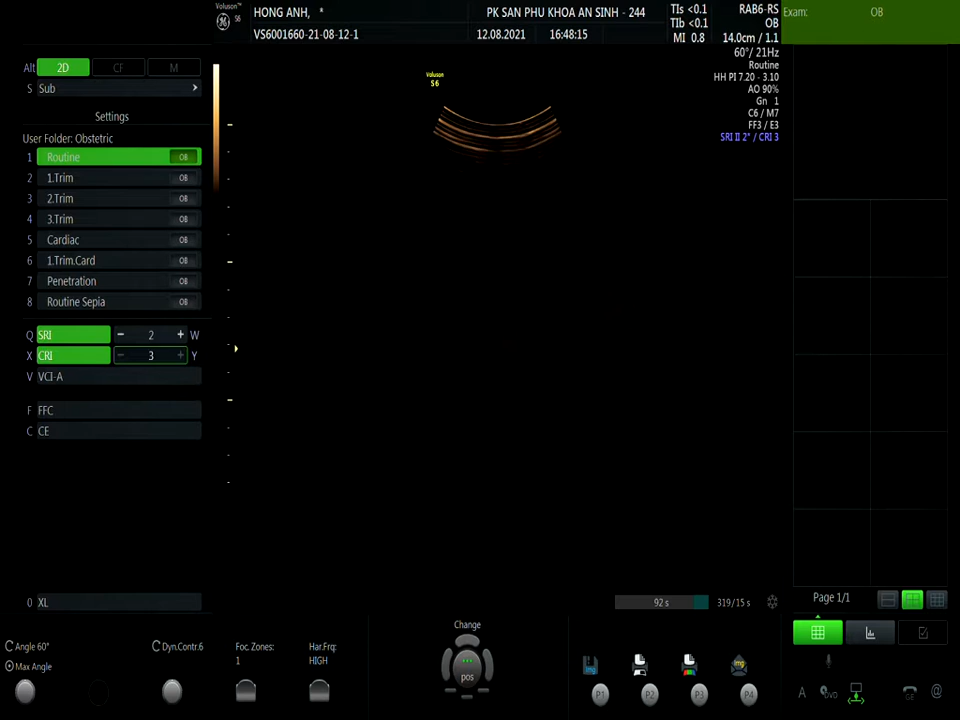 Voluson
S6
HONG ANH, *
PK SAN PHU KHOA AN SINH - 244
VS6001660-21-08-12-1
12.08.2021
16:48:15
TIs <0.1
TIb <0.1
MI 0.8
RAB6-RS
OB
14.0cm / 1.1
60°/ 21Hz
Routine
HH PI 7.20 - 3.10
AO 90%
Gn 1
C6 / M7
FF3 / E3
SRI II 2* / CRI 3
Exam: OB
Alt 2D CF M
S Sub >
Settings
User Folder: Obstetric
1 Routine OB
2 1.Trim OB
3 2.Trim OB
4 3.Trim OB
5 Cardiac OB
6 1.Trim.Card OB
7 Penetration OB
8 Routine Sepia OB
Q SRI - 2 + W
X CRI - 3 + Y
V VCI-A
F FFC
C CE
0 XL
Voluson
S6
92 s
319/15 s
Page 1/1
Angle 60°
Max Angle
Dyn.Contr.6
Foc. Zones:
1
Har.Frq:
HIGH
Change
pos
img
img
P1
P2
P3
P4
A
DVD
@